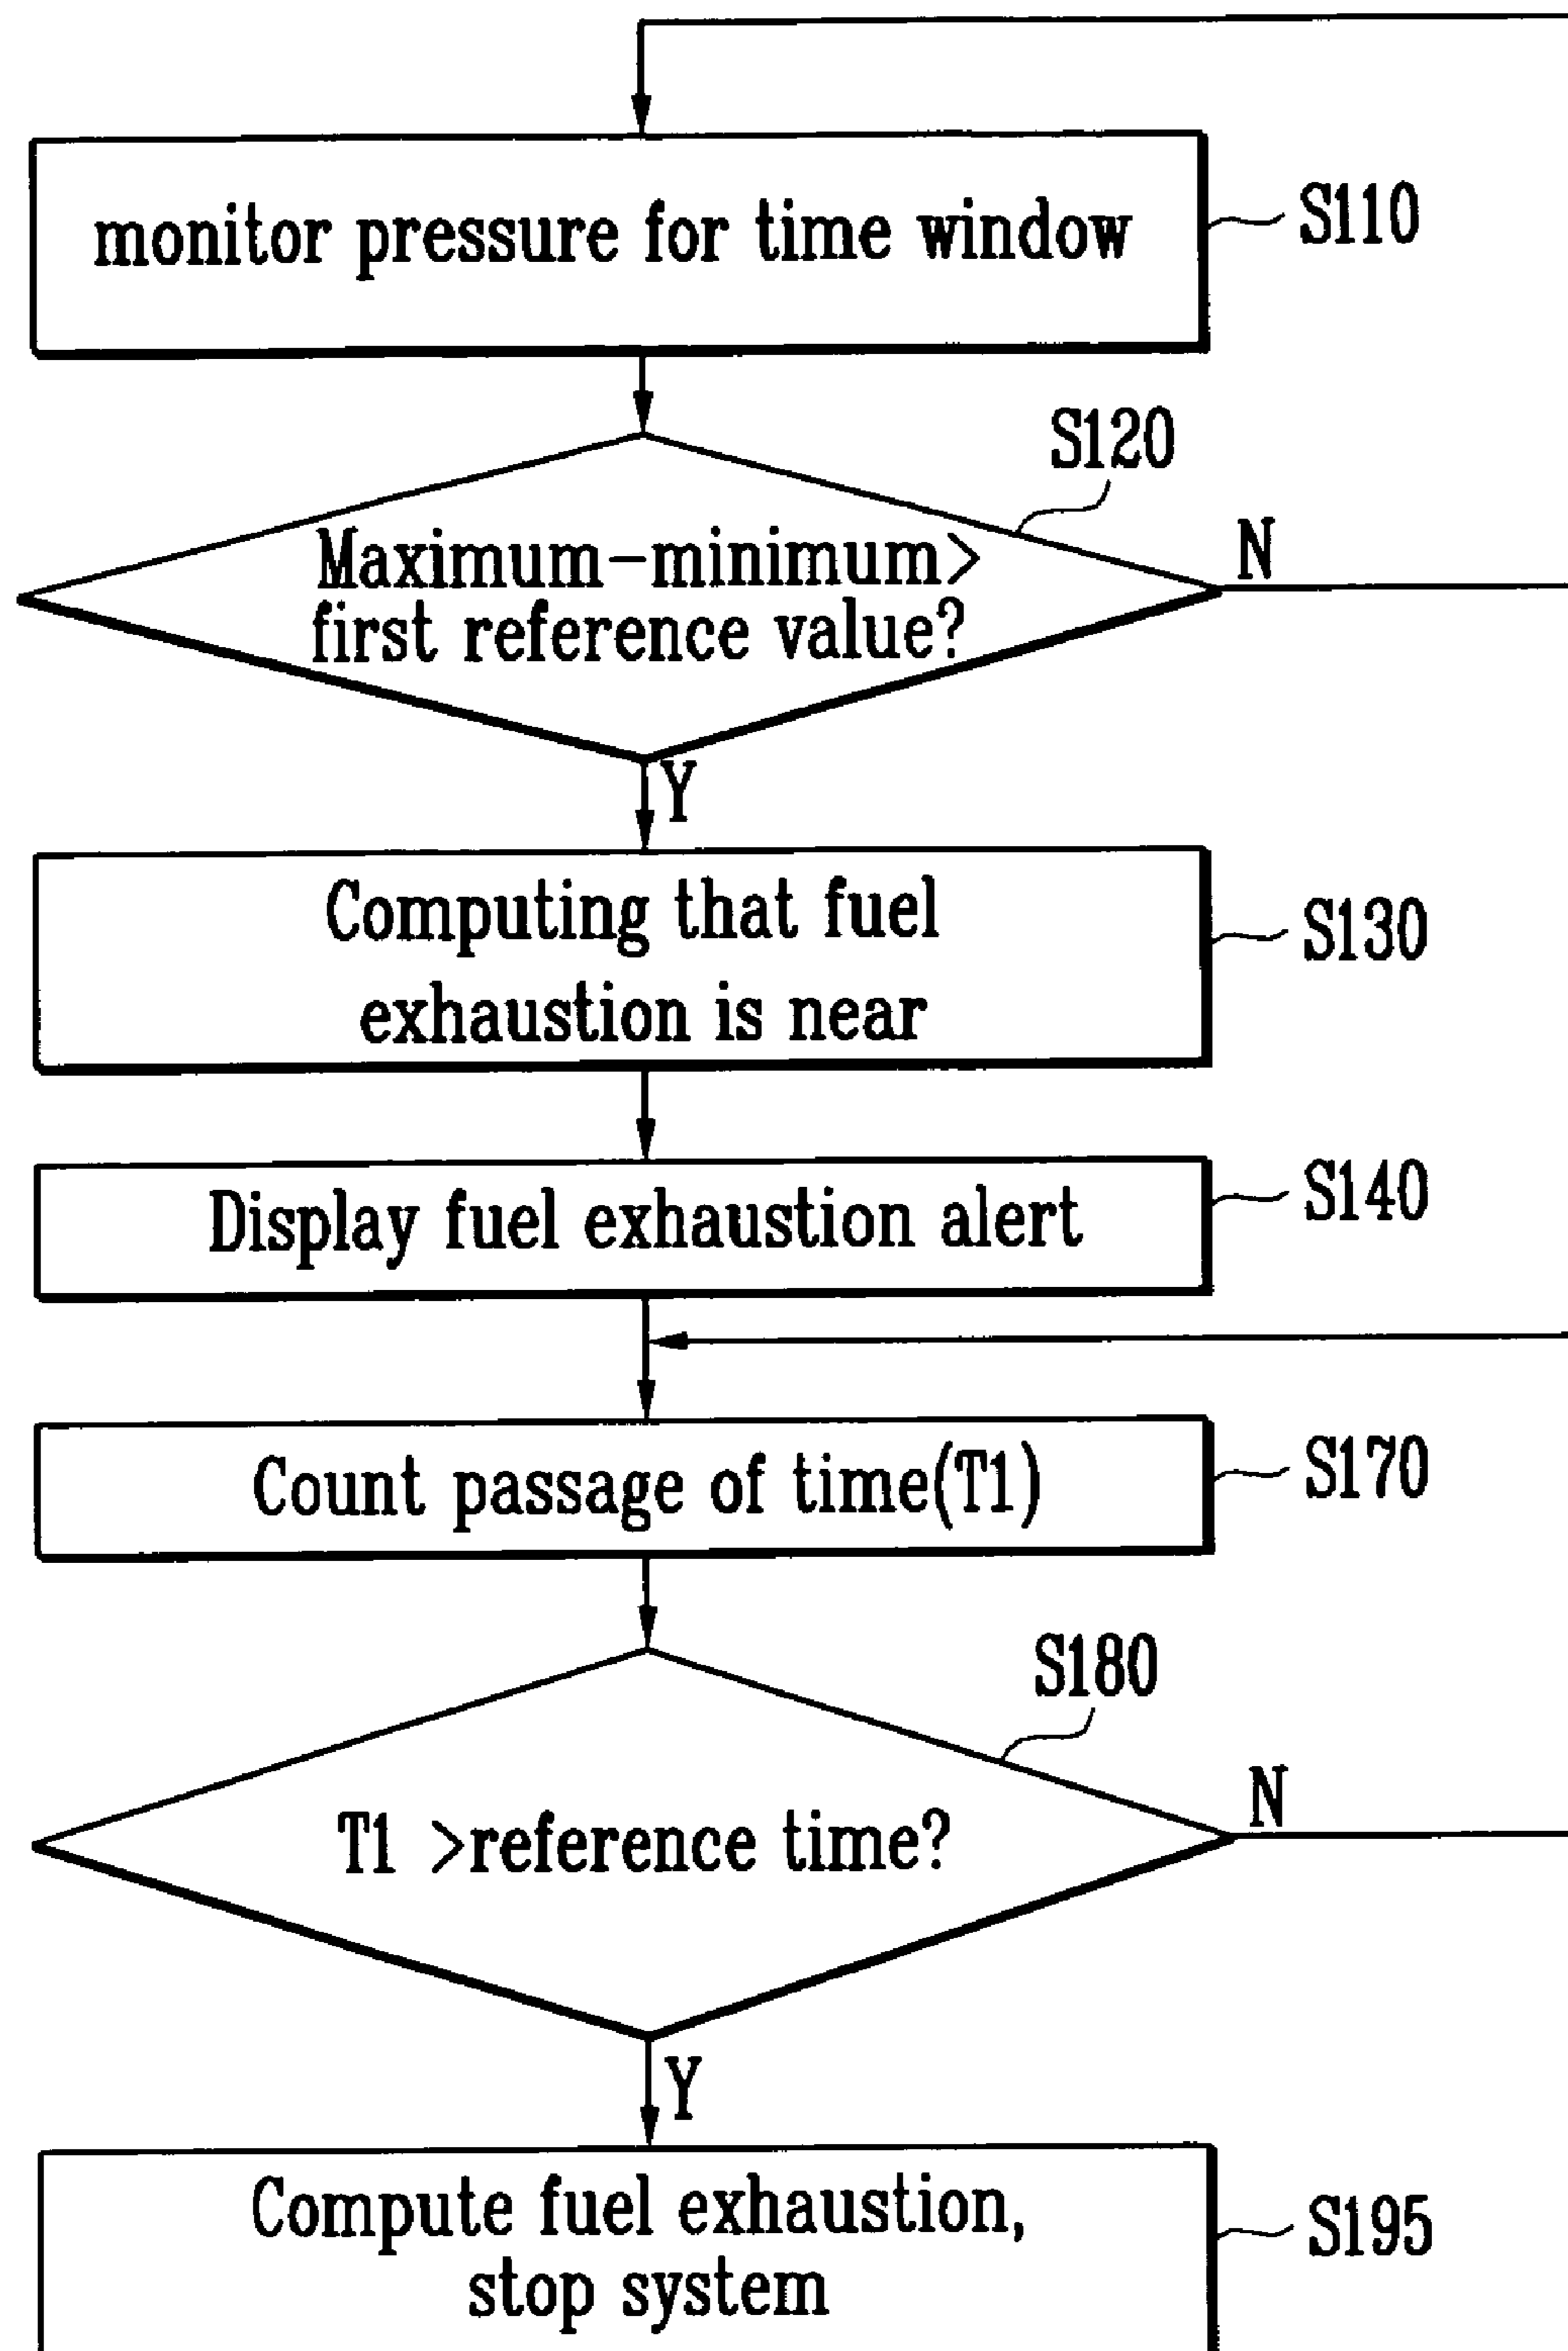 monitor pressure for time window
S110
S120
Maximum-minimum>
first reference value?
N
Y
Computing that fuel
exhaustion is near
S130
Display fuel exhaustion alert
S140
Count passage of time(T1)
S170
S180
T1 >reference time?
N
Y
Compute fuel exhaustion,
stop system
S195